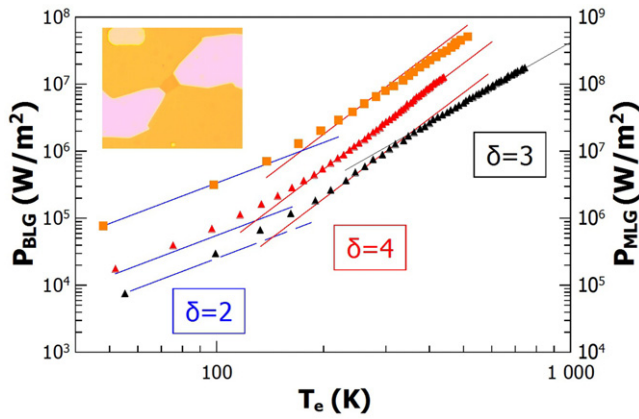 10⁸
10⁹
10⁷
10⁸
10⁶
10⁷
10⁵
10⁶
10⁴
10⁵
10³
10⁴
P_BLG (W/m²)
P_MLG (W/m²)
δ=3
δ=4
δ=2
100
1 000
T_e (K)